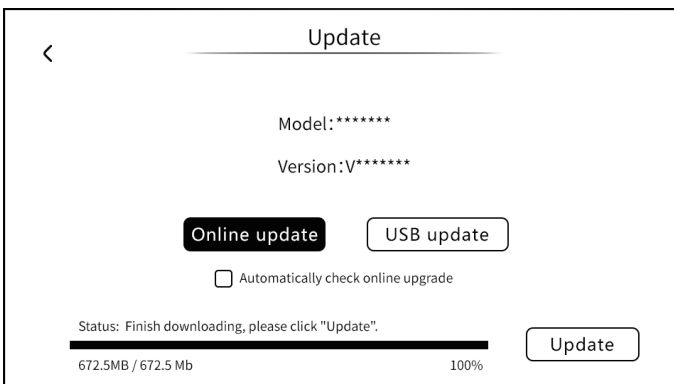 Update
Model:*******
Version:V*******
Online update
USB update
Automatically check online upgrade
Status: Finish downloading, please click "Update".
Update
672.5MB / 672.5 Mb
100%